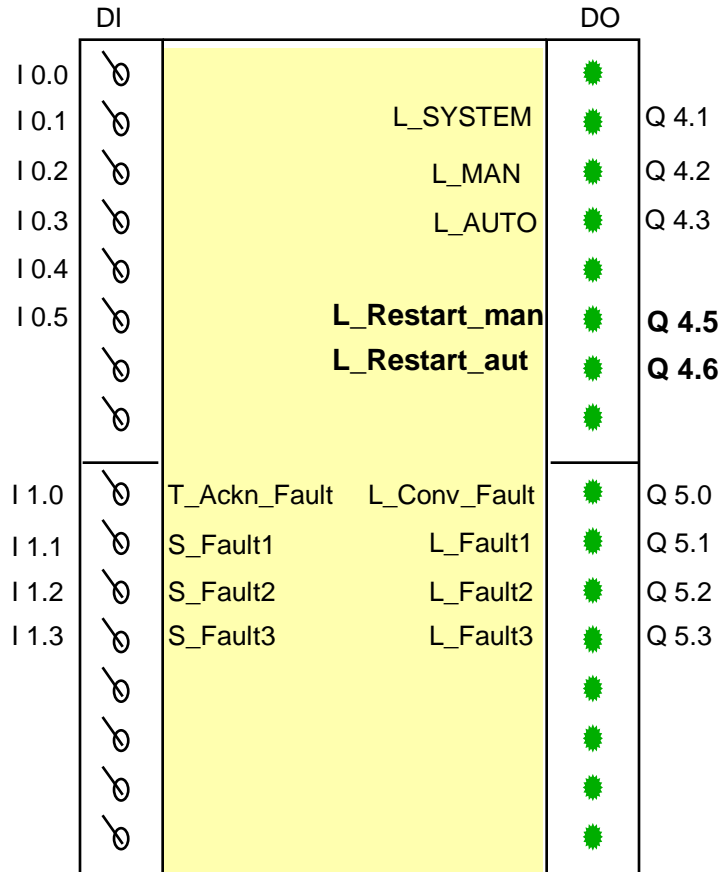 DI DO
I 0.0
I 0.1 L_SYSTEM Q 4.1
I 0.2 L_MAN Q 4.2
I 0.3 L_AUTO Q 4.3
I 0.4
I 0.5 L_Restart_man Q 4.5
L_Restart_aut Q 4.6
I 1.0 T_Ackn_Fault L_Conv_Fault Q 5.0
I 1.1 S_Fault1 L_Fault1 Q 5.1
I 1.2 S_Fault2 L_Fault2 Q 5.2
I 1.3 S_Fault3 L_Fault3 Q 5.3